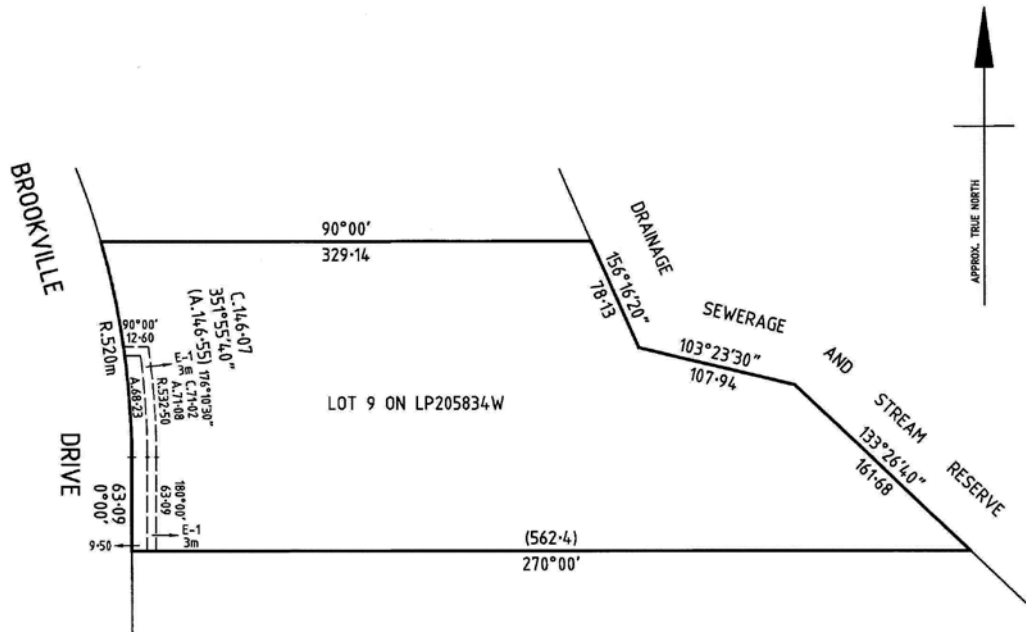 APPROX. TRUE NORTH
BROOKVILLE
DRIVE
90°00'
329·14
DRAINAGE
SEWERAGE
AND
STREAM
RESERVE
156°16'20"
78·13
103°23'30"
107·94
133°26'40"
161·68
C.146·07
351°55'40"
(A.146·55)
R.520m
90°00'
12·60
E-1
3m
176°10'30"
C.71·02
A.71·08
R.532·50
A.68·23
LOT 9 ON LP205834W
63·09
0°00'
180°00'
63·09
E-1
3m
9·50
(562·4)
270°00'